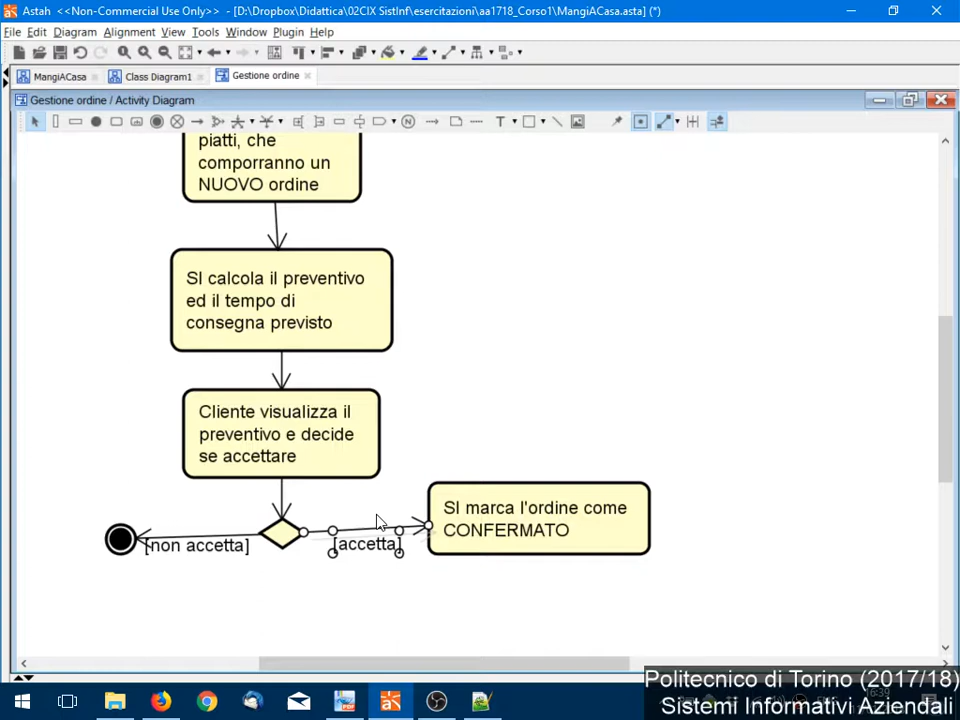 Astah <<Non-Commercial Use Only>> - [D:\Dropbox\Didattica\02CIX SistInf\esercitazioni\aa1718_Corso1\MangiACasa.asta] (*)
File Edit Diagram Alignment View Tools Window Plugin Help
MangiACasa Class Diagram1 Gestione ordine
Gestione ordine / Activity Diagram
piatti, che
comporranno un
NUOVO ordine
SI calcola il preventivo
ed il tempo di
consegna previsto
Cliente visualizza il
preventivo e decide
se accettare
SI marca l'ordine come
CONFERMATO
[non accetta]
[accetta]
Politecnico di Torino (2017/18)
16:39
Sistemi Informativi Aziendali